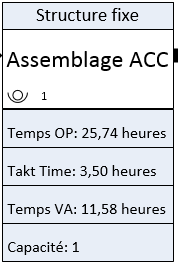 Structure fixe
Assemblage ACC
1
Temps OP: 25,74 heures
Takt Time: 3,50 heures
Temps VA: 11,58 heures
Capacité: 1